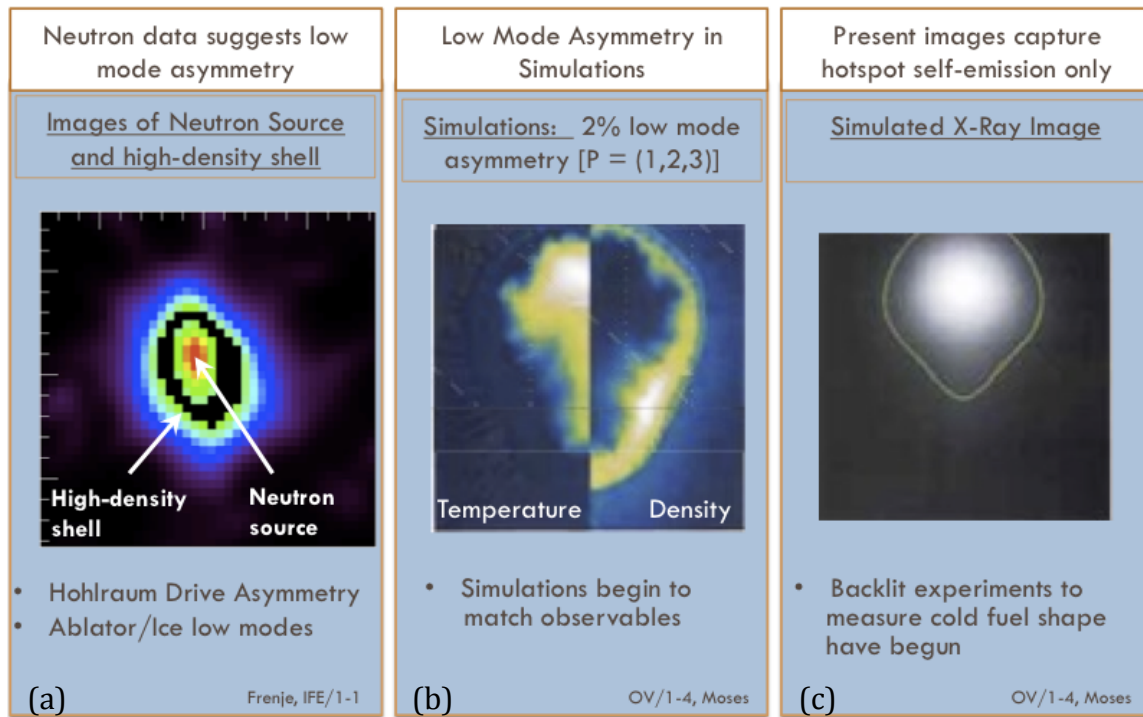 Neutron data suggests low
mode asymmetry
Images of Neutron Source
and high-density shell
High-density
shell
Neutron
source
• Hohlraum Drive Asymmetry
• Ablator/Ice low modes
(a)
Frenje, IFE/1-1
Low Mode Asymmetry in
Simulations
Simulations: 2% low mode
asymmetry [P = (1,2,3)]
Temperature
Density
• Simulations begin to
match observables
(b)
OV/1-4, Moses
Present images capture
hotspot self-emission only
Simulated X-Ray Image
• Backlit experiments to
measure cold fuel shape
have begun
(c)
OV/1-4, Moses